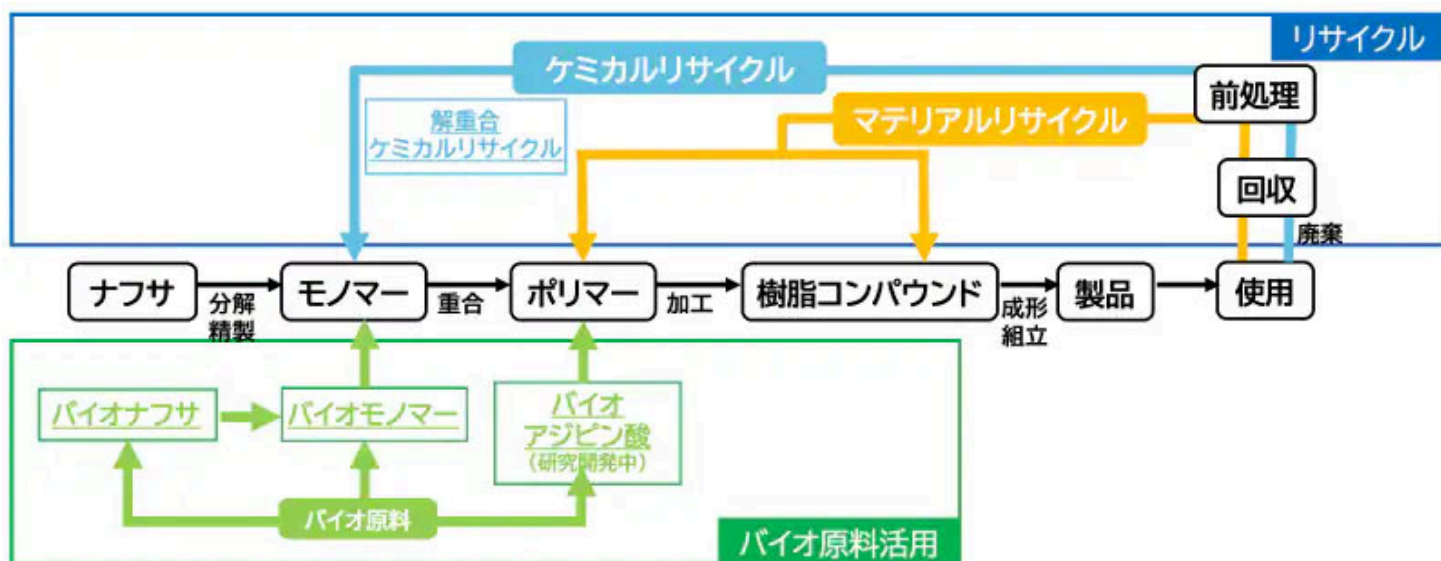 リサイクル
ケミカルリサイクル
前処理
解重合
ケミカルリサイクル
マテリアルリサイクル
回収
廃棄
ナフサ
分解
精製
モノマー
重合
ポリマー
加工
樹脂コンパウンド
成形
組立
製品
使用
バイオナフサ
バイオモノマー
バイオ
アジピン酸
(研究開発中)
バイオ原料
バイオ原料活用